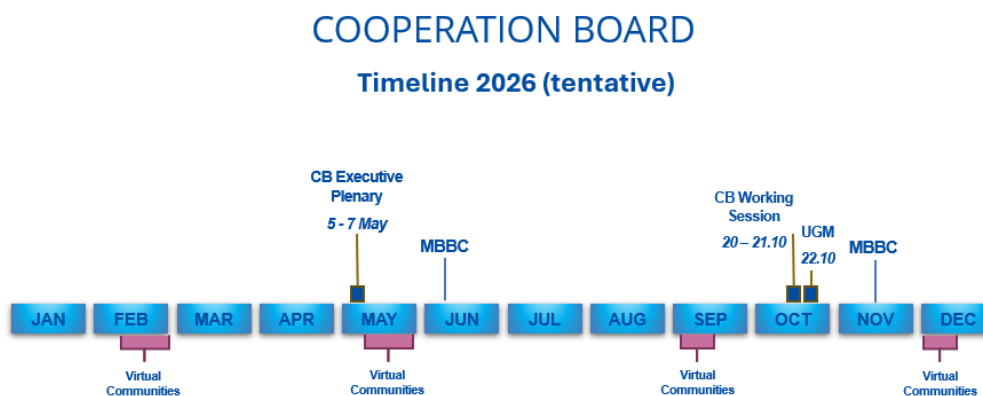 COOPERATION BOARD
Timeline 2026 (tentative)
CB Executive
Plenary
5 - 7 May
MBBC
CB Working
Session
20 – 21.10
UGM
22.10
MBBC
JAN
FEB
MAR
APR
MAY
JUN
JUL
AUG
SEP
OCT
NOV
DEC
Virtual
Communities
Virtual
Communities
Virtual
Communities
Virtual
Communities